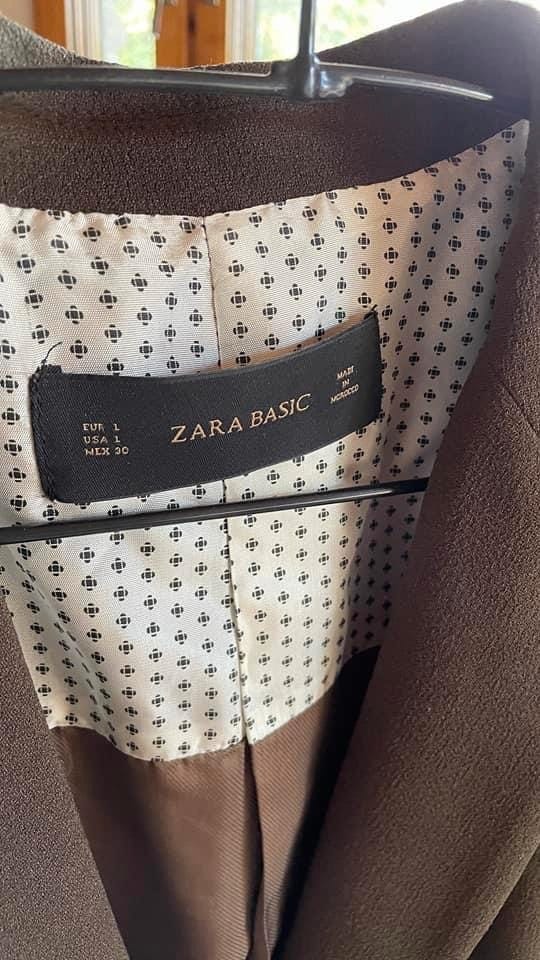 EUR L
USA L
MEX 30
ZARA BASIC
MADE
IN
MOROCCO